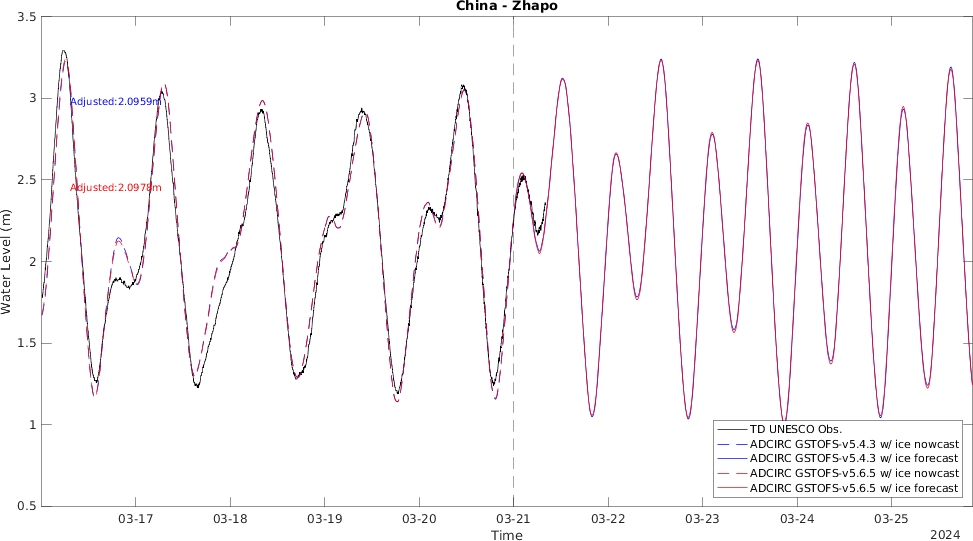 China - Zhapo
3.5
3
2.5
2
1.5
1
0.5
Water Level (m)
Adjusted:2.0959m
Adjusted:2.0978m
TD UNESCO Obs.
ADCIRC GSTOFS-v5.4.3 w/ ice nowcast
ADCIRC GSTOFS-v5.4.3 w/ ice forecast
ADCIRC GSTOFS-v5.6.5 w/ ice nowcast
ADCIRC GSTOFS-v5.6.5 w/ ice forecast
03-17 03-18 03-19 03-20 03-21 03-22 03-23 03-24 03-25
Time
2024